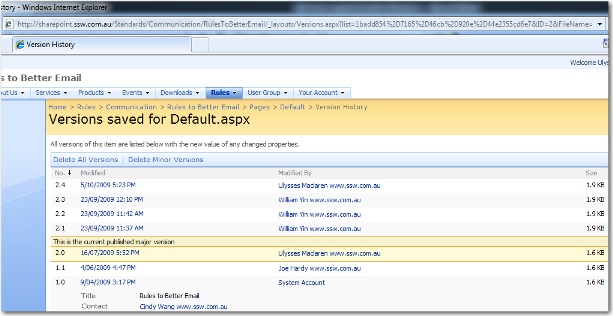 story - Windows Internet Explorer
http://sharepoint.ssw.com.au/Standards/Communication/RulesToBetterEmail/_layouts/Versions.aspx?list=1badd854%2D7165%2D46cb%2D920e%2D44e2355cd6e7&ID=2&FileName=
Version History
Welcome Ulys
es to Better Email
out Us Services Products Events Downloads Rules User Group Your Account
Home > Rules > Communication > Rules to Better Email > Pages > Default > Version History
Versions saved for Default.aspx
All versions of this item are listed below with the new value of any changed properties.
Delete All Versions | Delete Minor Versions
No. Modified Modified By Size
2.4 5/10/2009 5:23 PM Ulysses Maclaren www.ssw.com.au 1.9 KB
2.3 23/09/2009 12:10 PM William Yin www.ssw.com.au 1.9 KB
2.2 23/09/2009 11:42 AM William Yin www.ssw.com.au 1.9 KB
2.1 23/09/2009 11:37 AM William Yin www.ssw.com.au 1.9 KB
This is the current published major version
2.0 16/07/2009 5:52 PM Ulysses Maclaren www.ssw.com.au 1.6 KB
1.1 4/06/2009 4:47 PM Joe Hardy www.ssw.com.au 1.6 KB
1.0 9/04/2009 3:17 PM System Account 1.6 KB
Title Rules to Better Email
Contact Cindy Wang www.ssw.com.au